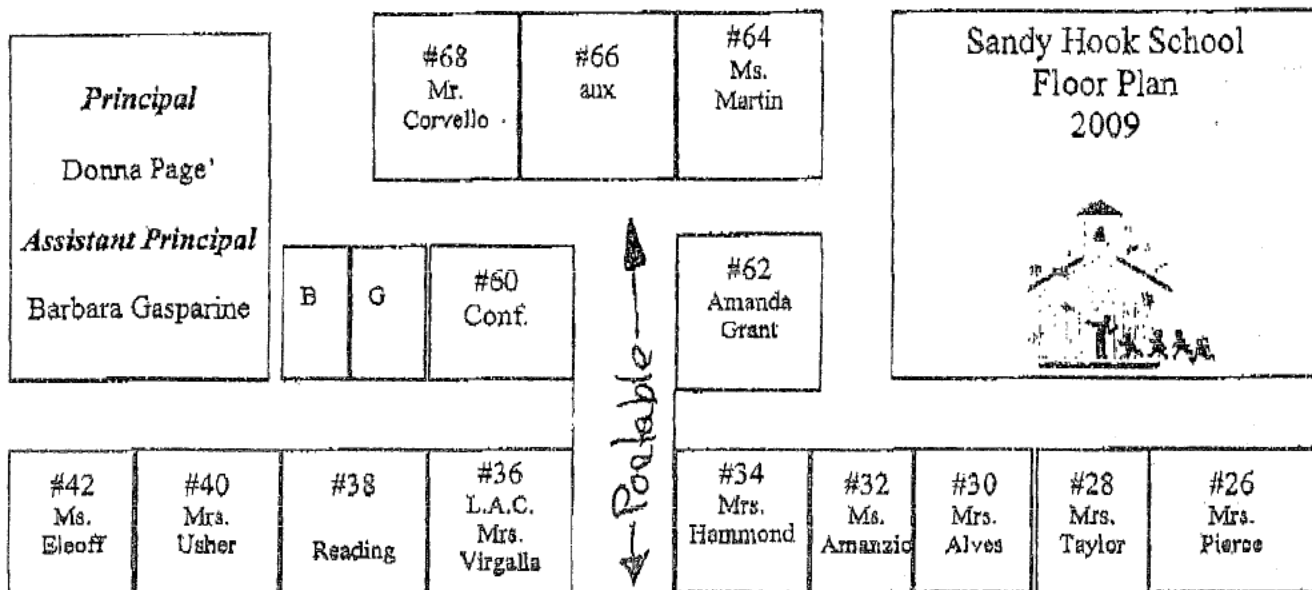 Principal
Donna Page'
Assistant Principal
Barbara Gasparine
#68
Mr.
Corvello
#66
aux
#64
Ms.
Martin
Sandy Hook School
Floor Plan
2009
B
G
#60
Conf.
Portable
#62
Amanda
Grant
#42
Ms.
Eleoff
#40
Mrs.
Usher
#38
Reading
#36
L.A.C.
Mrs.
Virgalla
#34
Mrs.
Hammond
#32
Ms.
Amanzio
#30
Mrs.
Alves
#28
Mrs.
Taylor
#26
Mrs.
Pierce